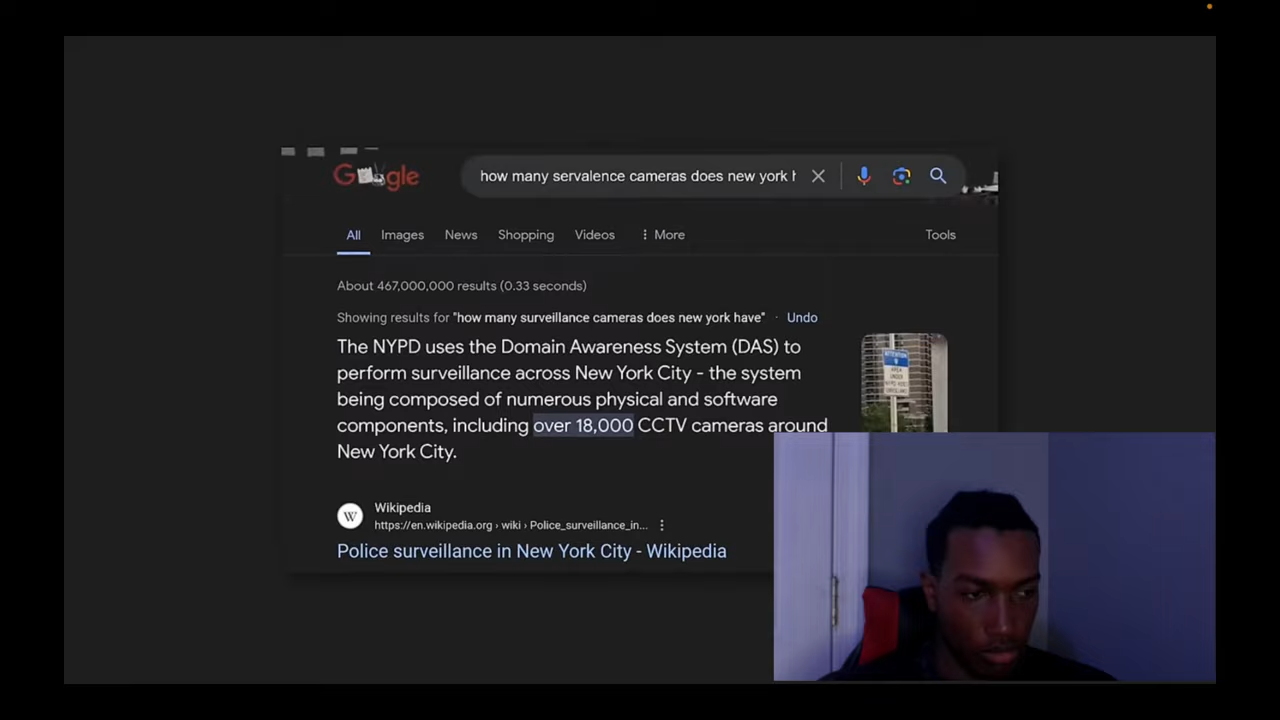 Google
how many servalence cameras does new york h
All Images News Shopping Videos More Tools
About 467,000,000 results (0.33 seconds)
Showing results for "how many surveillance cameras does new york have" · Undo
The NYPD uses the Domain Awareness System (DAS) to
perform surveillance across New York City - the system
being composed of numerous physical and software
components, including over 18,000 CCTV cameras around
New York City.
ATTENTION
AREA
UNDER
W
Wikipedia
https://en.wikipedia.org › wiki › Police_surveillance_in...
Police surveillance in New York City - Wikipedia